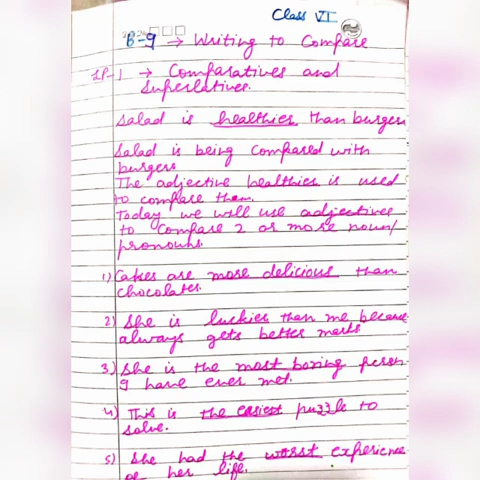 Class VI
B-9 → Writing to Compare
LP-1 → Comparatives and
Superlatives.
Salad is healthier than burger
Salad is being compared with
burger
The adjective healthier is used
to compare them.
Today we will use adjectives
to compare 2 or more noun/
pronouns.
1) Cakes are more delicious than
chocolates.
2) She is luckier than me because
always gets better marks
3) She is the most boring person
I have ever met.
4) This is the easiest puzzle to
solve.
5) She had the worst experience
of her life.